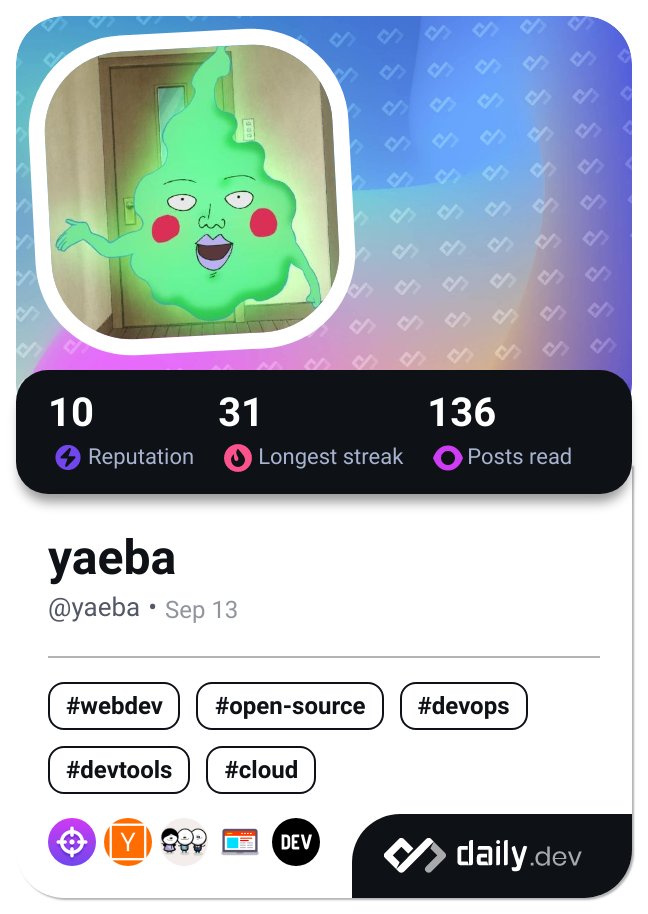 10 31 136
Reputation Longest streak Posts read
yaeba
@yaeba • Sep 13
#webdev #open-source #devops
#devtools #cloud
Y DEV
daily.dev